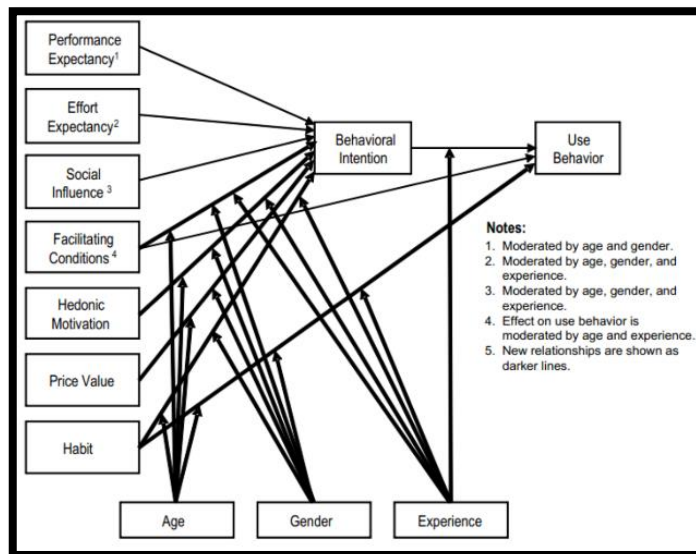 Performance
Expectancy1
Effort
Expectancy2
Social
Influence 3
Facilitating
Conditions 4
Hedonic
Motivation
Price Value
Habit
Behavioral
Intention
Use
Behavior
Notes:
1. Moderated by age and gender.
2. Moderated by age, gender, and
experience.
3. Moderated by age, gender, and
experience.
4. Effect on use behavior is
moderated by age and experience.
5. New relationships are shown as
darker lines.
Age
Gender
Experience